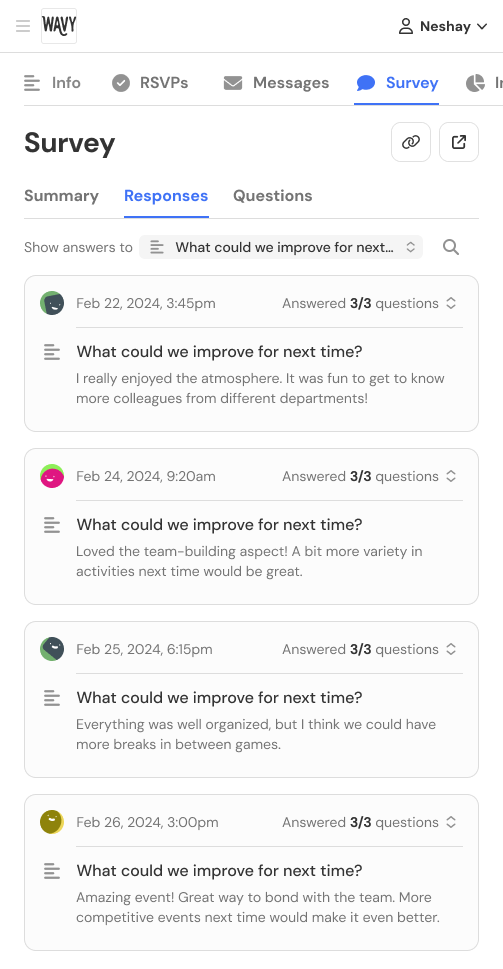 WAVY
Neshay
Info RSVPs Messages Survey
Survey
Summary Responses Questions
Show answers to What could we improve for next...
Feb 22, 2024, 3:45pm Answered 3/3 questions
What could we improve for next time?
I really enjoyed the atmosphere. It was fun to get to know
more colleagues from different departments!
Feb 24, 2024, 9:20am Answered 3/3 questions
What could we improve for next time?
Loved the team-building aspect! A bit more variety in
activities next time would be great.
Feb 25, 2024, 6:15pm Answered 3/3 questions
What could we improve for next time?
Everything was well organized, but I think we could have
more breaks in between games.
Feb 26, 2024, 3:00pm Answered 3/3 questions
What could we improve for next time?
Amazing event! Great way to bond with the team. More
competitive events next time would make it even better.